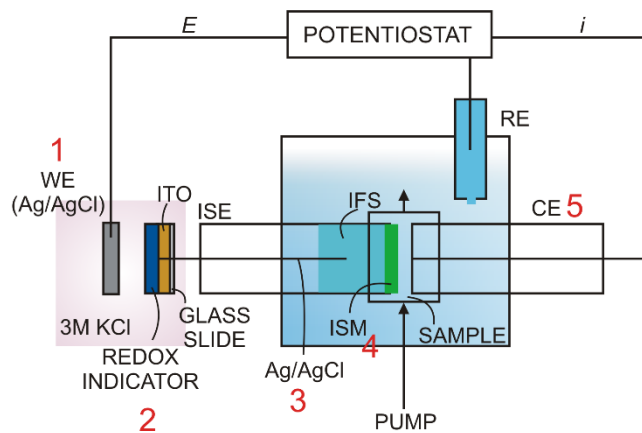 E
POTENTIOSTAT
i
RE
1
WE
(Ag/AgCl)
ITO
ISE
IFS
CE 5
3M KCl
GLASS
SLIDE
ISM
4
SAMPLE
REDOX
INDICATOR
2
Ag/AgCl
3
PUMP